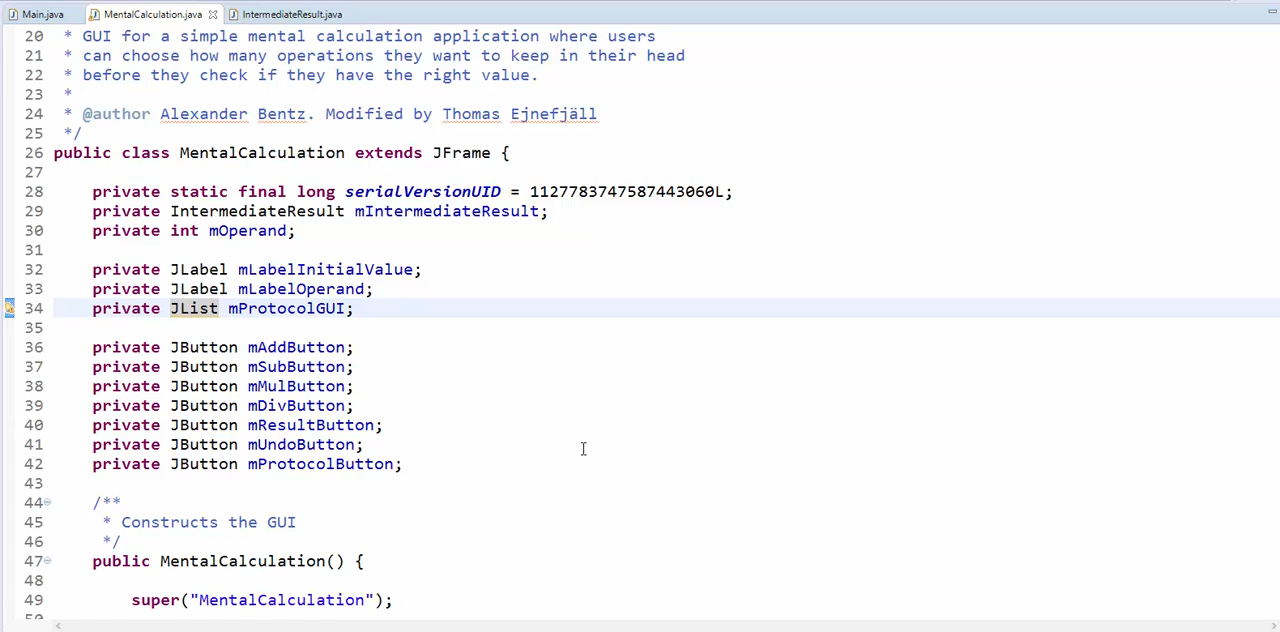 Main.java MentalCalculation.java IntermediateResult.java
20 * GUI for a simple mental calculation application where users
21 * can choose how many operations they want to keep in their head
22 * before they check if they have the right value.
23 *
24 * @author Alexander Bentz. Modified by Thomas Ejnefjäll
25 */
26 public class MentalCalculation extends JFrame {
27
28 private static final long serialVersionUID = 1127783747587443060L;
29 private IntermediateResult mIntermediateResult;
30 private int mOperand;
31
32 private JLabel mLabelInitialValue;
33 private JLabel mLabelOperand;
34 private JList mProtocolGUI;
35
36 private JButton mAddButton;
37 private JButton mSubButton;
38 private JButton mMulButton;
39 private JButton mDivButton;
40 private JButton mResultButton;
41 private JButton mUndoButton;
42 private JButton mProtocolButton;
43
44 /**
45 * Constructs the GUI
46 */
47 public MentalCalculation() {
48
49 super("MentalCalculation");